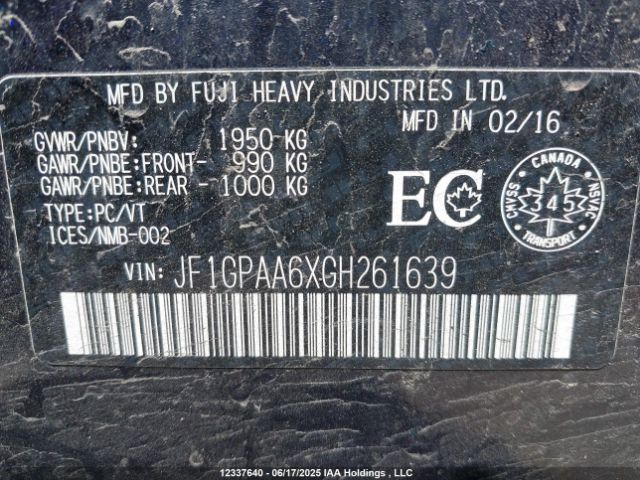 MFD BY FUJI HEAVY INDUSTRIES LTD.
MFD IN 02/16
GVWR/PNBV: 1950 KG
GAWR/PNBE:FRONT- 990 KG
GAWR/PNBE:REAR - 1000 KG
TYPE:PC/VT
ICES/NMB-002
EC
CANADA
CMVSS
345
NSVAC
TRANSPORT
VIN: JF1GPAA6XGH261639
12337640 - 06/17/2025 IAA Holdings , LLC